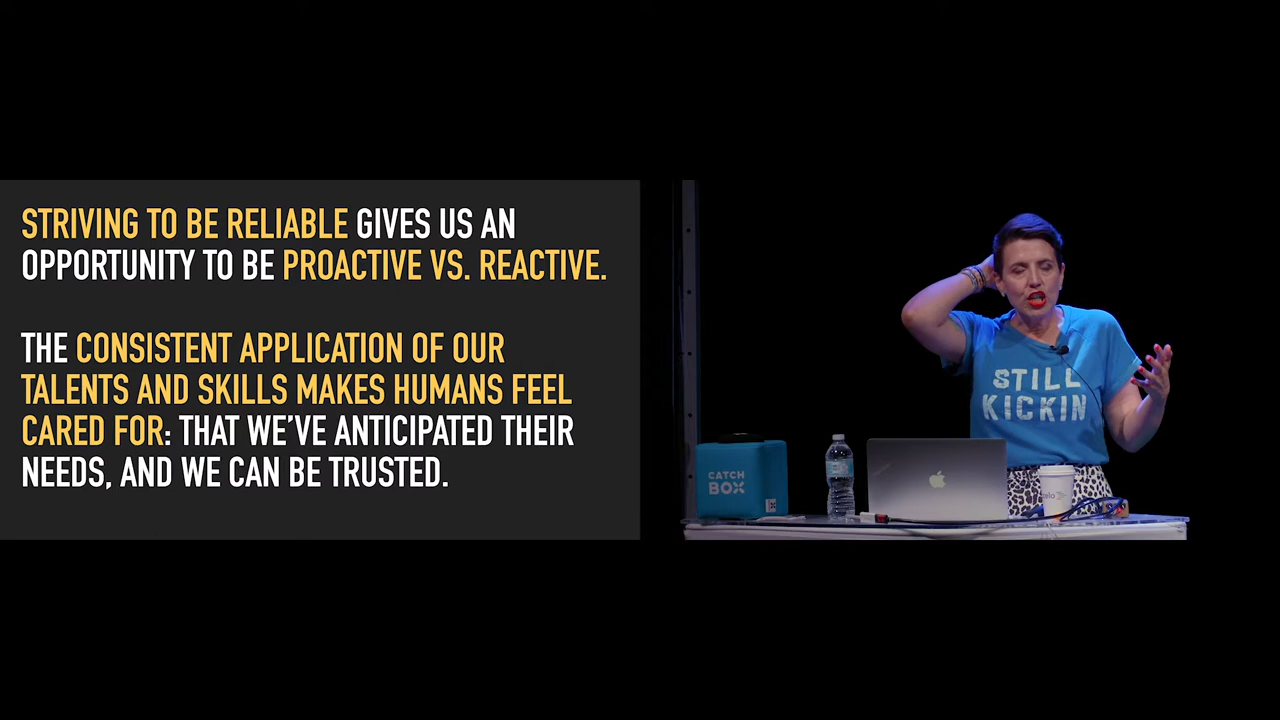 STRIVING TO BE RELIABLE GIVES US AN
OPPORTUNITY TO BE PROACTIVE VS. REACTIVE.
THE CONSISTENT APPLICATION OF OUR
TALENTS AND SKILLS MAKES HUMANS FEEL
CARED FOR: THAT WE'VE ANTICIPATED THEIR
NEEDS, AND WE CAN BE TRUSTED.
STILL
KICKIN
CATCH
BOX